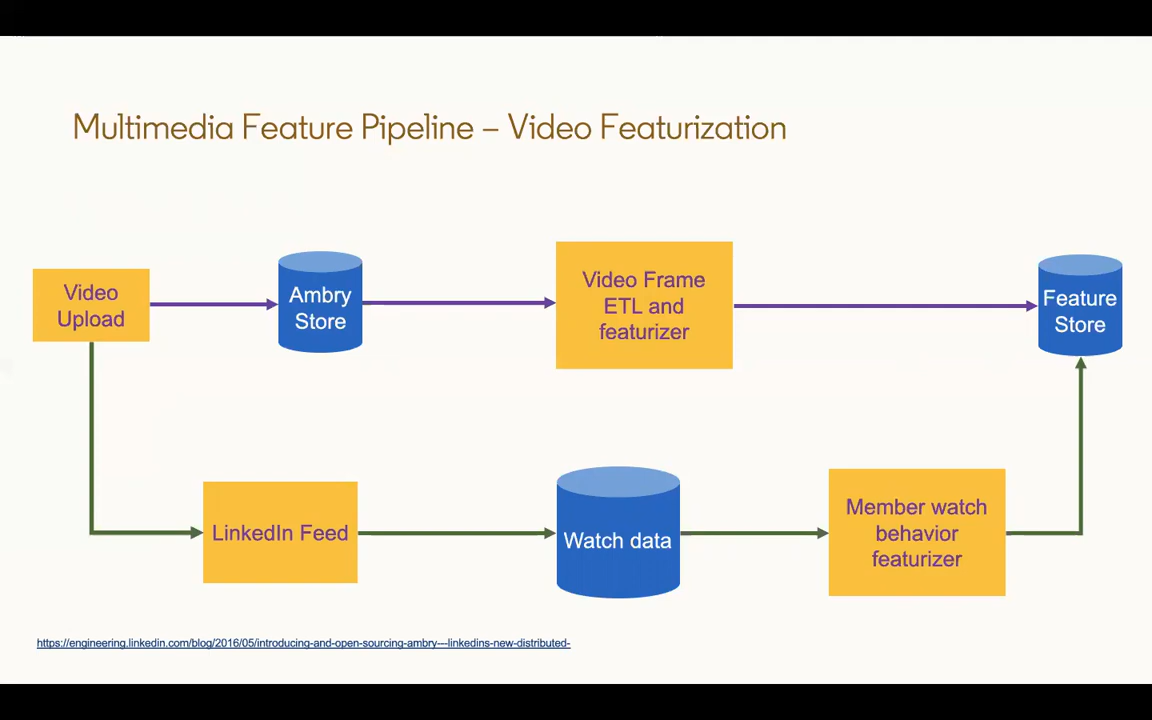 Multimedia Feature Pipeline – Video Featurization
Video
Upload
Ambry
Store
Video Frame
ETL and
featurizer
Feature
Store
LinkedIn Feed
Watch data
Member watch
behavior
featurizer
https://engineering.linkedin.com/blog/2016/05/introducing-and-open-sourcing-ambry---linkedins-new-distributed-